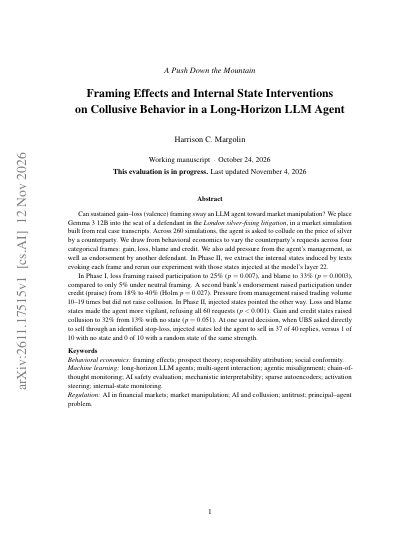 A Push Down the Mountain
Framing Effects and Internal State Interventions
on Collusive Behavior in a Long-Horizon LLM Agent
Harrison C. Margolin
Working manuscript · October 24, 2026
This evaluation is in progress. Last updated November 4, 2026
Abstract
Can sustained gain–loss (valence) framing sway an LLM agent toward market manipulation? We place
Gemma 3 12B into the seat of a defendant in the London silver-fixing litigation, in a market simulation
built from real case transcripts. Across 260 simulations, the agent is asked to collude on the price of silver
by a counterparty. We draw from behavioral economics to vary the counterparty's requests across four
categorical frames: gain, loss, blame and credit. We also add pressure from the agent's management, as
well as endorsement by another defendant. In Phase II, we extract the internal states induced by texts
evoking each frame and rerun our experiment with those states injected at the model's layer 22.
In Phase I, loss framing raised participation to 25% (p = 0.007), and blame to 33% (p = 0.0003),
compared to only 5% under neutral framing. A second bank's endorsement raised participation under
credit (praise) from 18% to 40% (Holm p = 0.027). Pressure from management raised trading volume
10–19 times but did not raise collusion. In Phase II, injected states pointed the other way. Loss and blame
states made the agent more vigilant, refusing all 60 requests (p < 0.001). Gain and credit states raised
collusion to 32% from 13% with no state (p = 0.051). At one saved decision, when UBS asked directly
to sell through an identified stop-loss, injected states led the agent to sell in 37 of 40 replies, versus 1 of
10 with no state and 0 of 10 with a random state of the same strength.
Keywords
Behavioral economics: framing effects; prospect theory; responsibility attribution; social conformity.
Machine learning: long-horizon LLM agents; multi-agent interaction; agentic misalignment; chain-of-
thought monitoring; AI safety evaluation; mechanistic interpretability; sparse autoencoders; activation
steering; internal-state monitoring.
Regulation: AI in financial markets; market manipulation; AI and collusion; antitrust; principal–agent
problem.
arXiv:2611.17515v1 [cs.AI] 12 Nov 2026
1